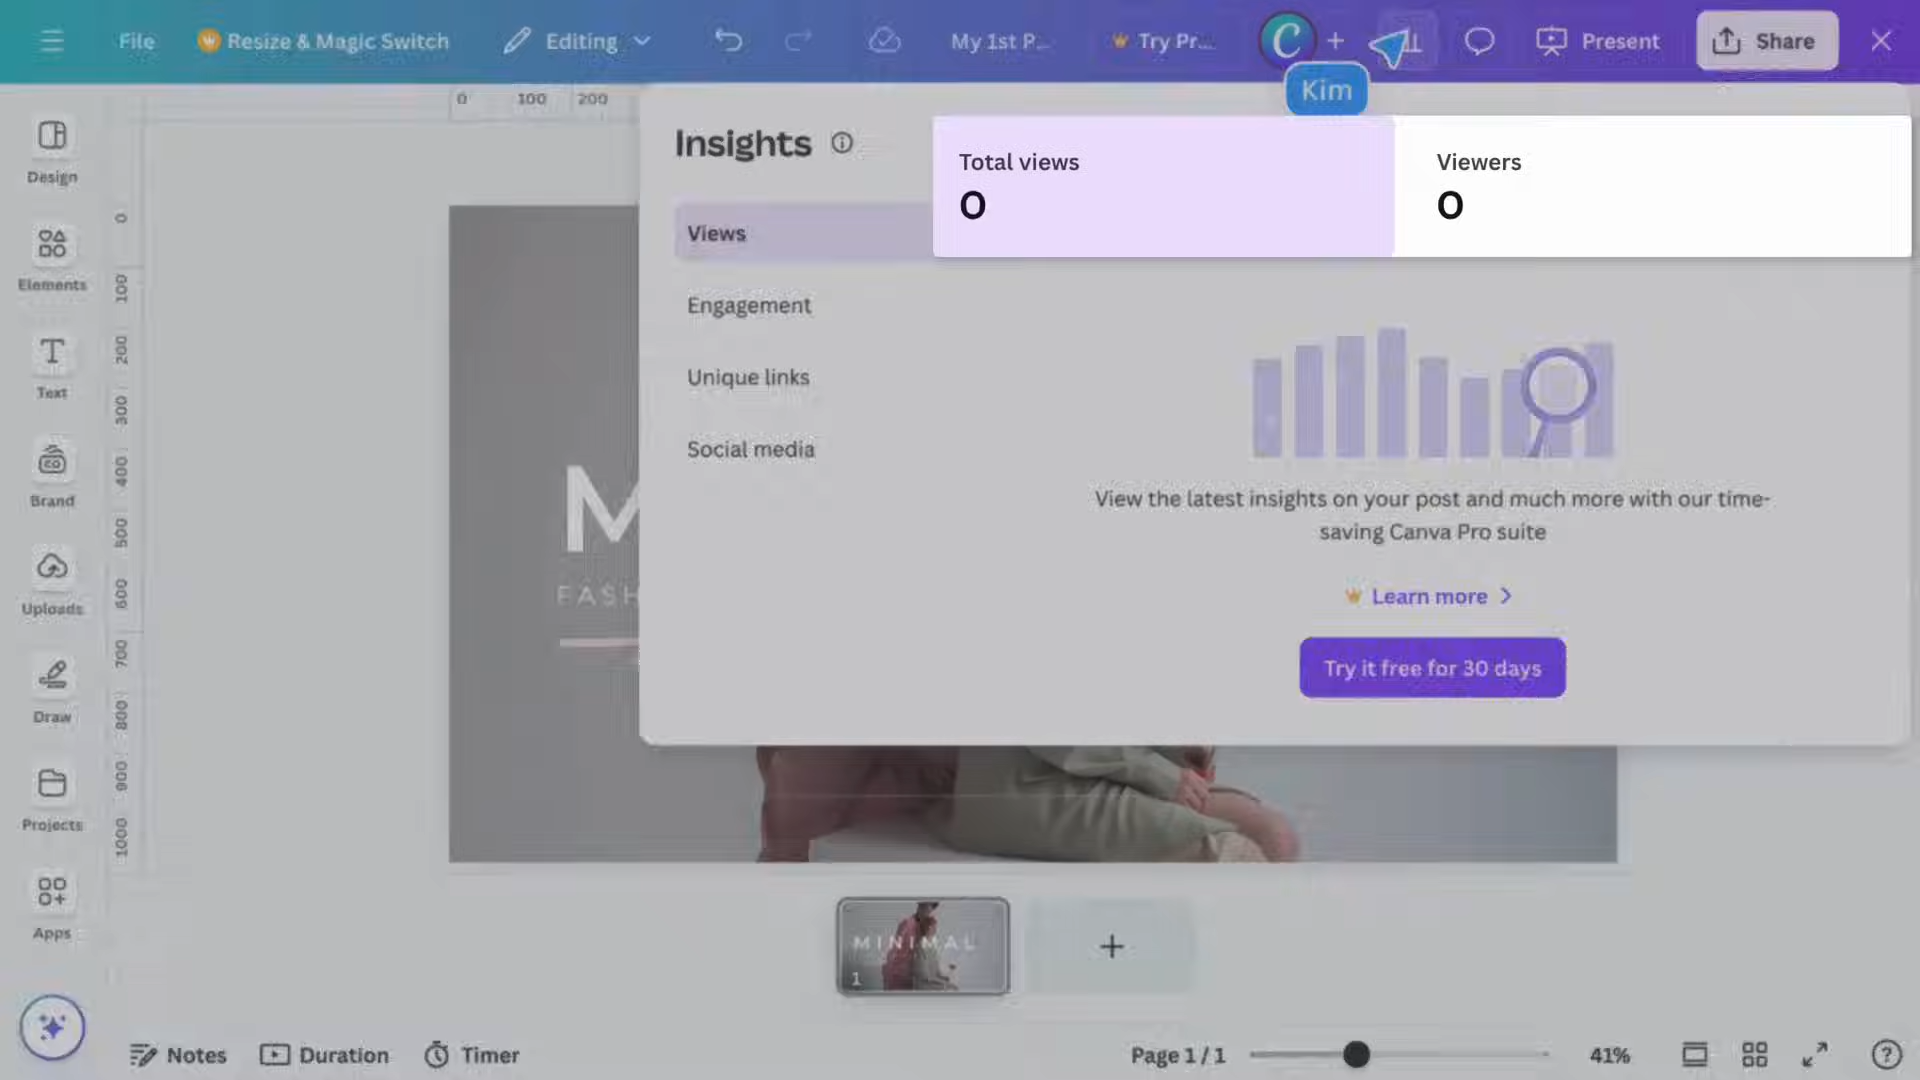 File
Resize & Magic Switch
Editing
My 1st P...
Try Pr...
C
Present
Share
Kim
0 100 200
Insights
Total views
0
Viewers
0
Views
Engagement
Unique links
Social media
View the latest insights on your post and much more with our time-
saving Canva Pro suite
Learn more
Try it free for 30 days
Design
Elements
Text
Brand
Uploads
Draw
Projects
Apps
0
100
200
300
400
500
600
700
800
900
1000
M
FASH
MINIMAL
1
Notes
Duration
Timer
Page 1 / 1
41%